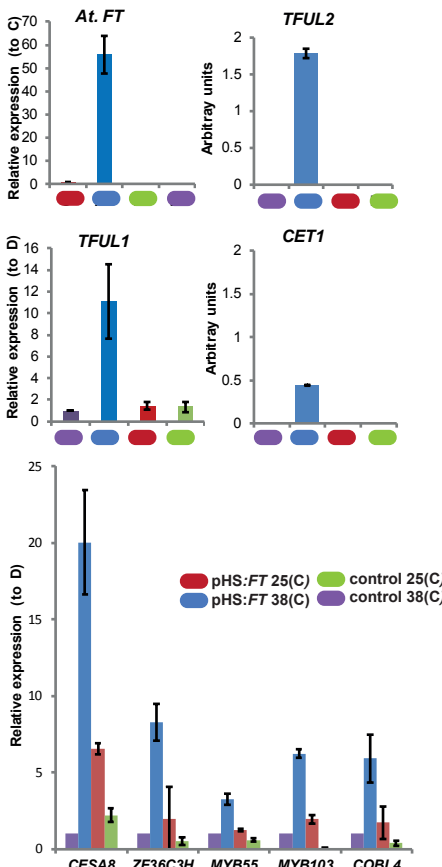 At. FT
Relative expression (to C)
70
60
50
40
30
20
10
0
TFUL2
Arbitray units
2
1.5
1
0.5
0
TFUL1
Relative expression (to D)
16
14
12
10
8
6
4
2
0
CET1
Arbitray units
2
1.5
1
0.5
0
Relative expression (to D)
25
20
15
10
5
0
pHS:FT 25(C)
control 25(C)
pHS:FT 38(C)
control 38(C)
CESA8 ZF36C3H MYB55 MYB103 COBL4